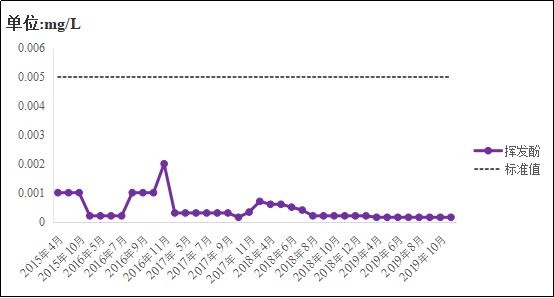 单位:mg/L
0.006
0.005
0.004
0.003
0.002
0.001
0
挥发酚
标准值
2015年4月
2015年10月
2016年5月
2016年7月
2016年9月
2016年11月
2017年5月
2017年7月
2017年9月
2017年11月
2018年4月
2018年6月
2018年8月
2018年10月
2018年12月
2019年4月
2019年6月
2019年8月
2019年10月